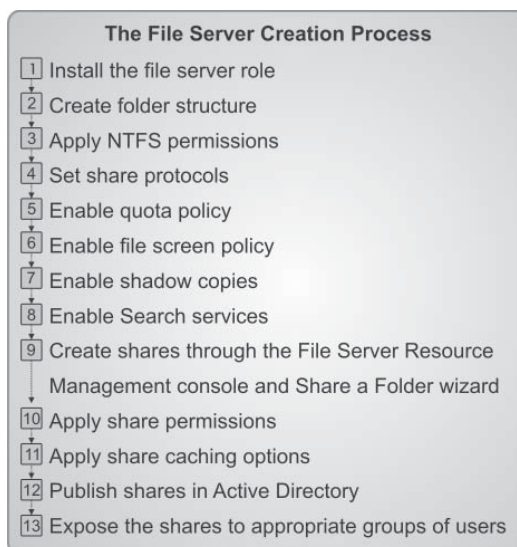 The File Server Creation Process
1 Install the file server role
2 Create folder structure
3 Apply NTFS permissions
4 Set share protocols
5 Enable quota policy
6 Enable file screen policy
7 Enable shadow copies
8 Enable Search services
9 Create shares through the File Server Resource
Management console and Share a Folder wizard
10 Apply share permissions
11 Apply share caching options
12 Publish shares in Active Directory
13 Expose the shares to appropriate groups of users